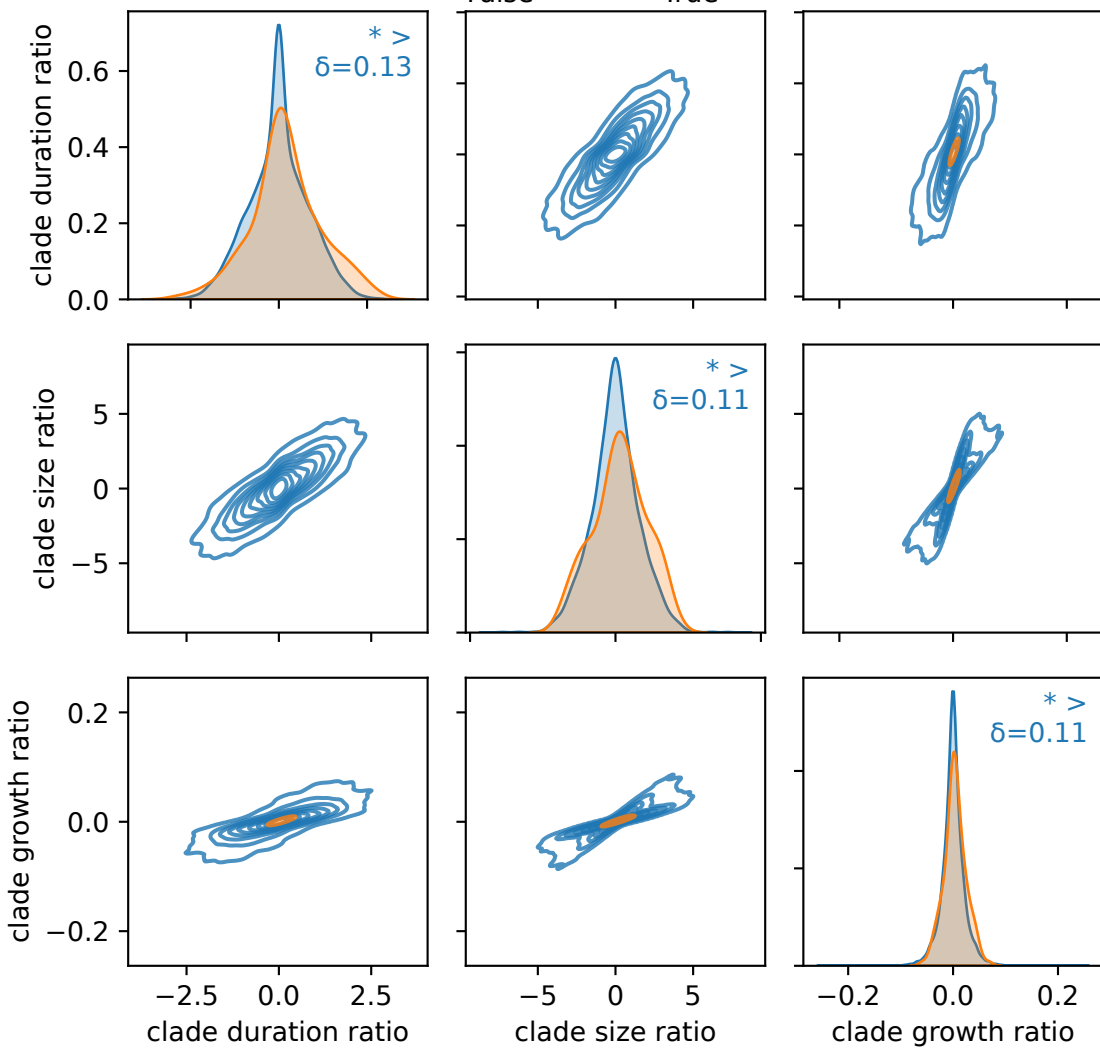 * >
δ=0.13
clade duration ratio
0.6
0.4
0.2
0.0
* >
δ=0.11
clade size ratio
5
0
−5
* >
δ=0.11
clade growth ratio
0.2
0.0
−0.2
−2.5 0.0 2.5 −5 0 5 −0.2 0.0 0.2
clade duration ratio clade size ratio clade growth ratio